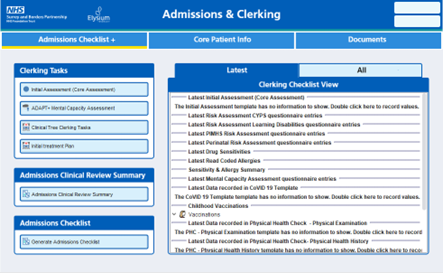 NHS
Surrey and Borders Partnership
NHS Foundation Trust
Elysium
Admissions & Clerking
Admissions Checklist +
Core Patient Info
Documents
Clerking Tasks
Initial Assessment (Core Assessment)
ADAPT+ Mental Capacity Assessment
Clinical Tree Clerking Tasks
Initial treatment Plan
Admissions Clinical Review Summary
Admissions Clinical Review Summary
Admissions Checklist
Generate Admissions Checklist
Latest
All
Clerking Checklist View
Latest Initial Assessment (Core Assessment)
The Initial Assessment template has no information to show. Double click here to record values.
Latest Risk Assessment CYPS questionnaire entries
Latest Risk Assessment Learning Disabilities questionnaire entries
Latest PIMHS Risk Assessment questionnaire entries
Latest Perinatal Risk Assessment questionnaire entries
Latest Drug Sensitivities
Latest Read Coded Allergies
Sensitivity & Allergy Summary
Latest Mental Capacity Assessment questionnaire entries
Latest Data recorded in CoVID 19 Template
The CoVID 19 Template template has no information to show. Double click here to record values.
Childhood Vaccinations
Vaccinations
Latest Data recorded in Physical Health Check - Physical Examination
The PHC - Physical Examination template has no information to show. Double click here to record
Latest Data recorded in Physical Health Check- Physical History
The PHC - Physical Health History template has no information to show. Double click here to reco